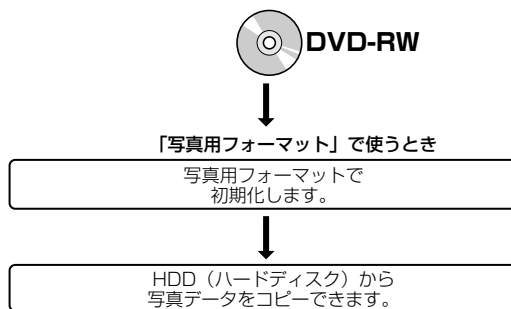 DVD-RW
「写真用フォーマット」で使うとき
写真用フォーマットで
初期化します。
HDD（ハードディスク）から
写真データをコピーできます。